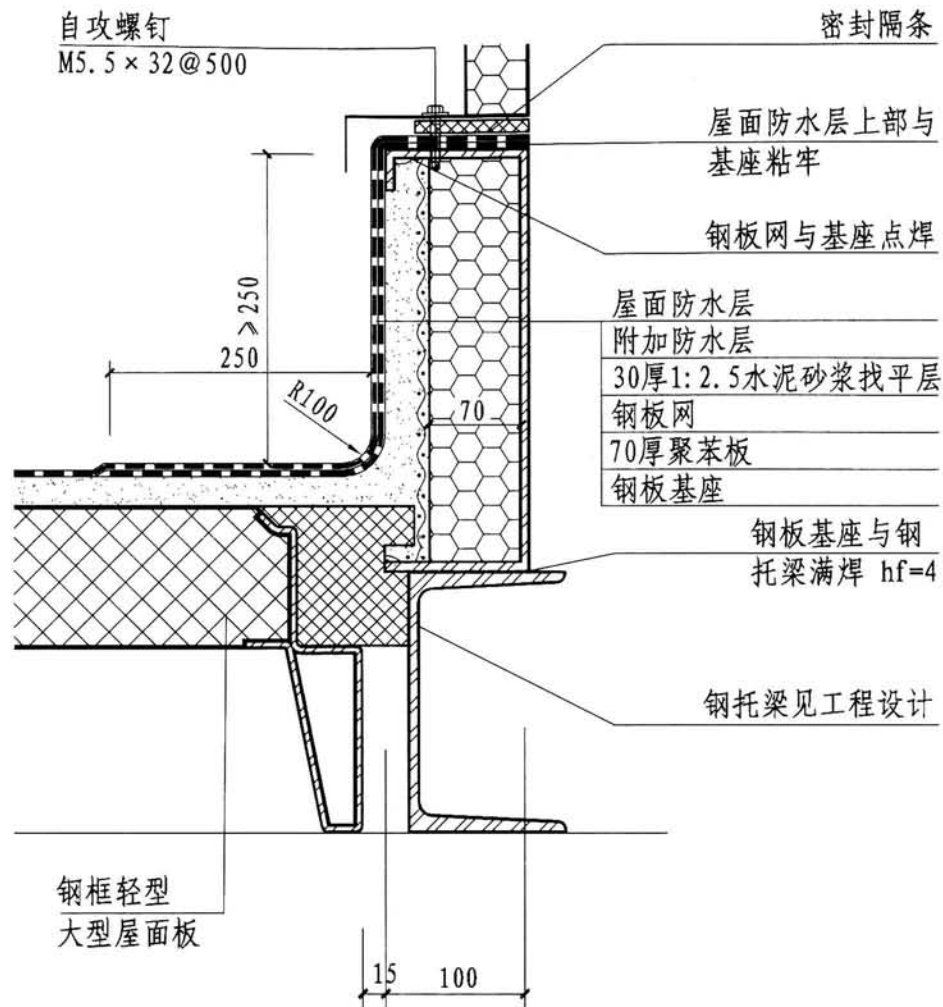 自攻螺钉
M5.5×32@500
密封隔条
屋面防水层上部与
基座粘牢
钢板网与基座点焊
≥250
250
R100
70
屋面防水层
附加防水层
30厚1:2.5水泥砂浆找平层
钢板网
70厚聚苯板
钢板基座
钢板基座与钢
托梁满焊 hf=4
钢托梁见工程设计
钢框轻型
大型屋面板
15
100